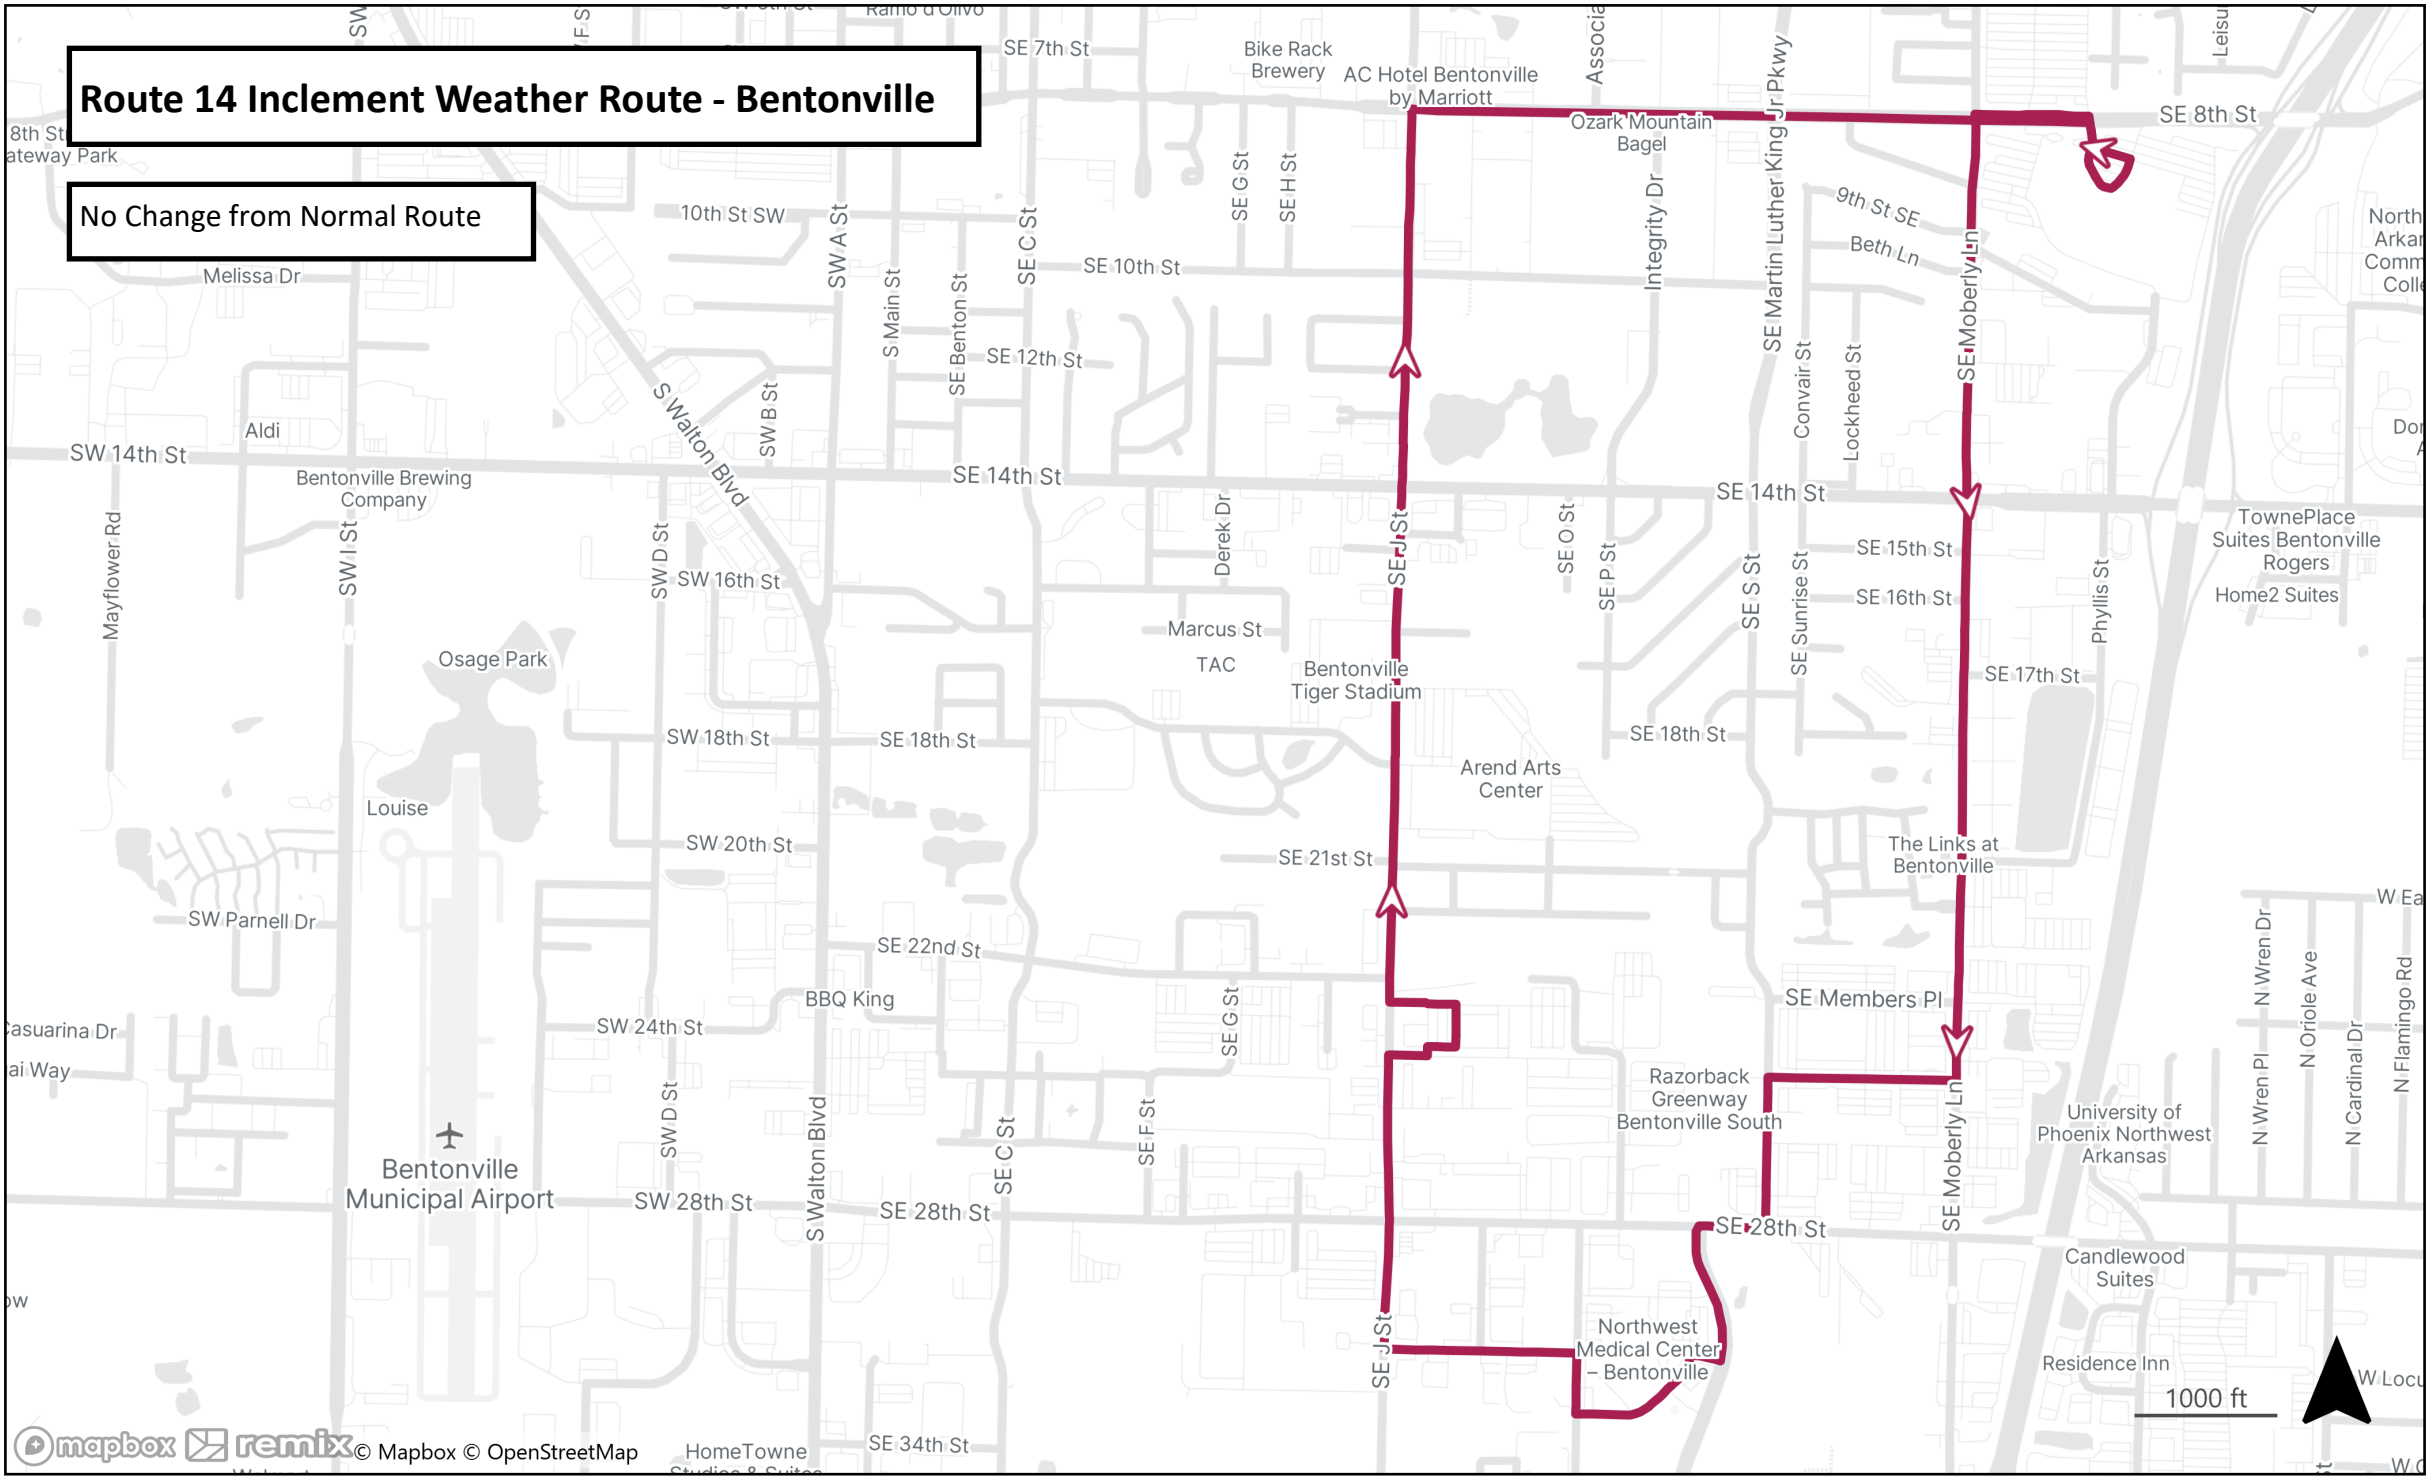 Route 14 Inclement Weather Route - Bentonville
No Change from Normal Route
SE 7th St
Bike Rack
Brewery
AC Hotel Bentonville
by Marriott
SE Martin Luther King Jr Pkwy
SE 8th St
Ozark Mountain
Bagel
10th St SW
SW A St
SE C St
SE G St
SE H St
Integrity Dr
9th St SE
Beth Ln
SE Moberly Ln
Melissa Dr
S Main St
SE Benton St
SE 10th St
SE 12th St
SW B St
Convair St
Lockheed St
S Walton Blvd
Aldi
SW 14th St
SE 14th St
SE 14th St
Bentonville Brewing
Company
Mayflower Rd
SW I St
SW D St
SW 16th St
Derek Dr
SE J St
SE O St
SE P St
SE S St
SE Sunrise St
SE 15th St
SE 16th St
Phyllis St
TownePlace
Suites Bentonville
Rogers
Home2 Suites
Marcus St
TAC
Osage Park
Bentonville
Tiger Stadium
SE 17th St
SW 18th St
SE 18th St
SE 18th St
Arend Arts
Center
Louise
SW 20th St
SE 21st St
The Links at
Bentonville
SW Parnell Dr
SE 22nd St
N Wren Dr
N Oriole Ave
N Flamingo Rd
BBQ King
SE G St
SE Members Pl
SW 24th St
Casuarina Dr
SW D St
S Walton Blvd
SE C St
SE F St
Razorback
Greenway
Bentonville South
SE Moberly Ln
University of
Phoenix Northwest
Arkansas
N Wren Pl
N Cardinal Dr
Bentonville
Municipal Airport
SW 28th St
SE 28th St
SE 28th St
Candlewood
Suites
SE J St
Northwest
Medical Center
– Bentonville
Residence Inn
1000 ft
SE 34th St
HomeTowne
mapbox remix © Mapbox © OpenStreetMap